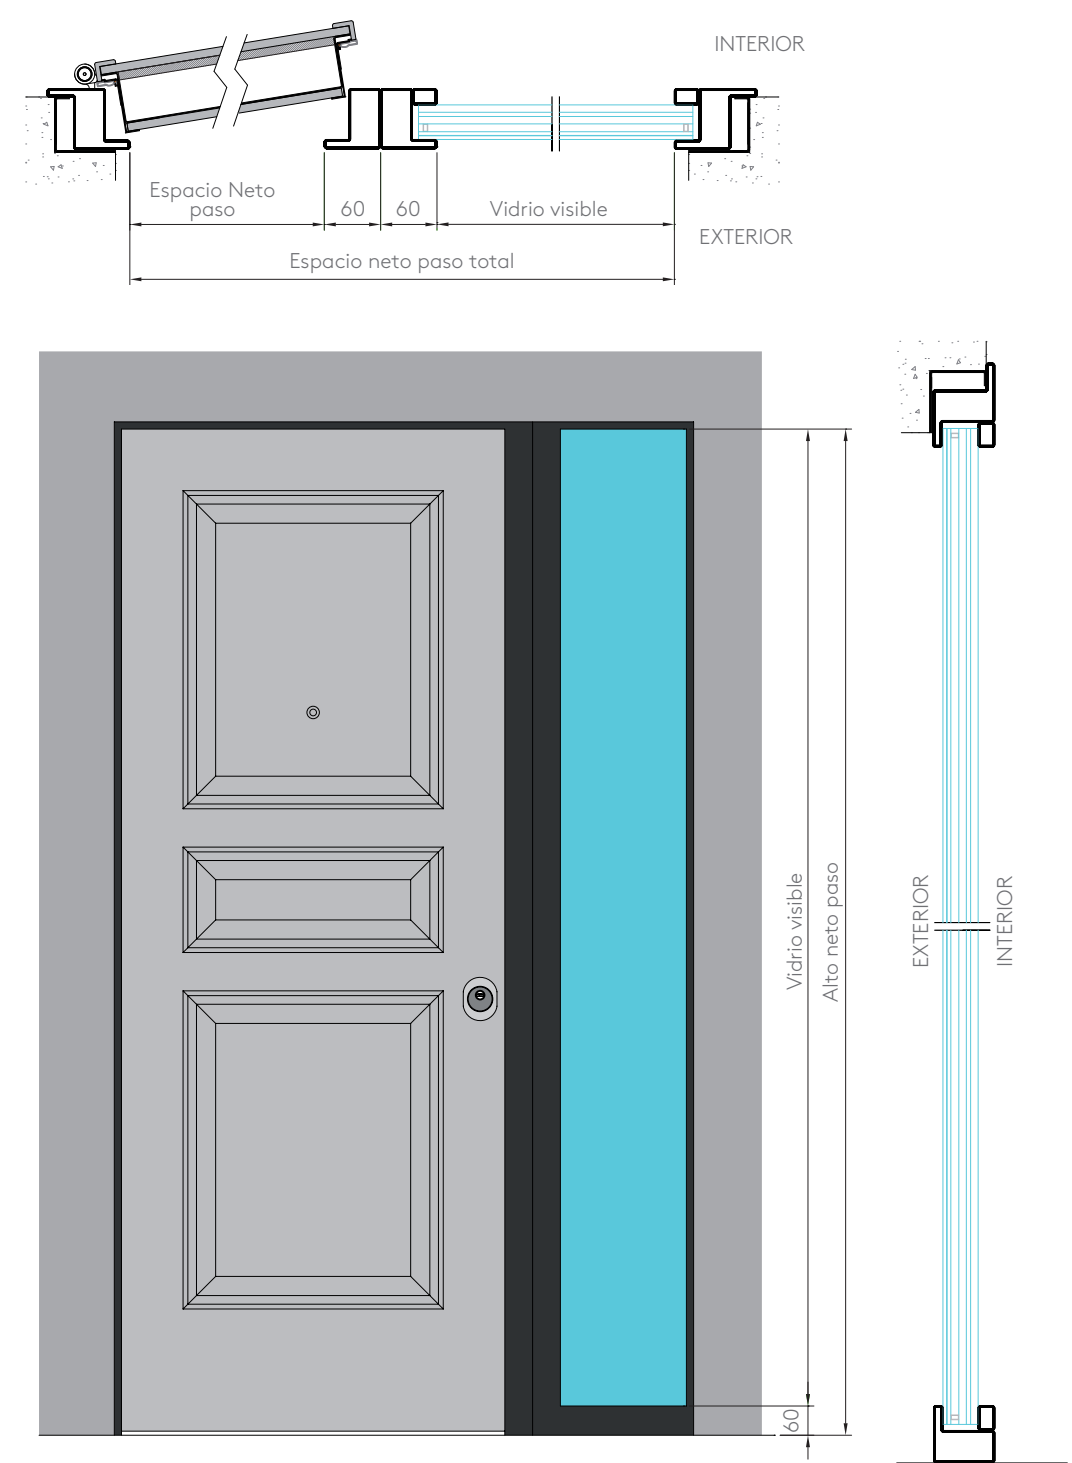 INTERIOR
Espacio Neto
paso
60
60
Vidrio visible
EXTERIOR
Espacio neto paso total
Vidrio visible
Alto neto paso
60
EXTERIOR
INTERIOR